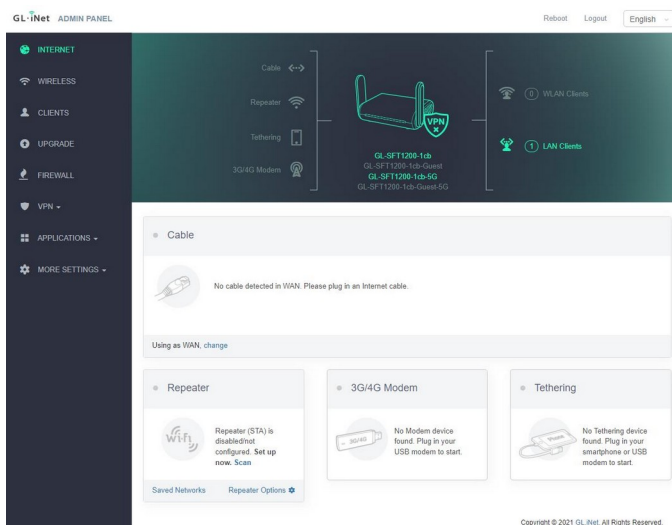 GL·iNet ADMIN PANEL
Reboot
Logout
English
INTERNET
WIRELESS
CLIENTS
UPGRADE
FIREWALL
VPN
APPLICATIONS
MORE SETTINGS
Cable
Repeater
Tethering
3G/4G Modem
VPN
GL-SFT1200-1cb
GL-SFT1200-1cb-Guest
GL-SFT1200-1cb-5G
GL-SFT1200-1cb-Guest-5G
0 WLAN Clients
1 LAN Clients
Cable
No cable detected in WAN. Please plug in an Internet cable.
Using as WAN, change
Repeater
Wi-Fi
Repeater (STA) is
disabled/not
configured. Set up
now. Scan
Saved Networks
Repeater Options
3G/4G Modem
3G/4G
No Modem device
found. Plug in your
USB modem to start.
Tethering
No Tethering device
found. Plug in your
smartphone or USB
modem to start.
Copyright © 2021 GL.iNet. All Rights Reserved.